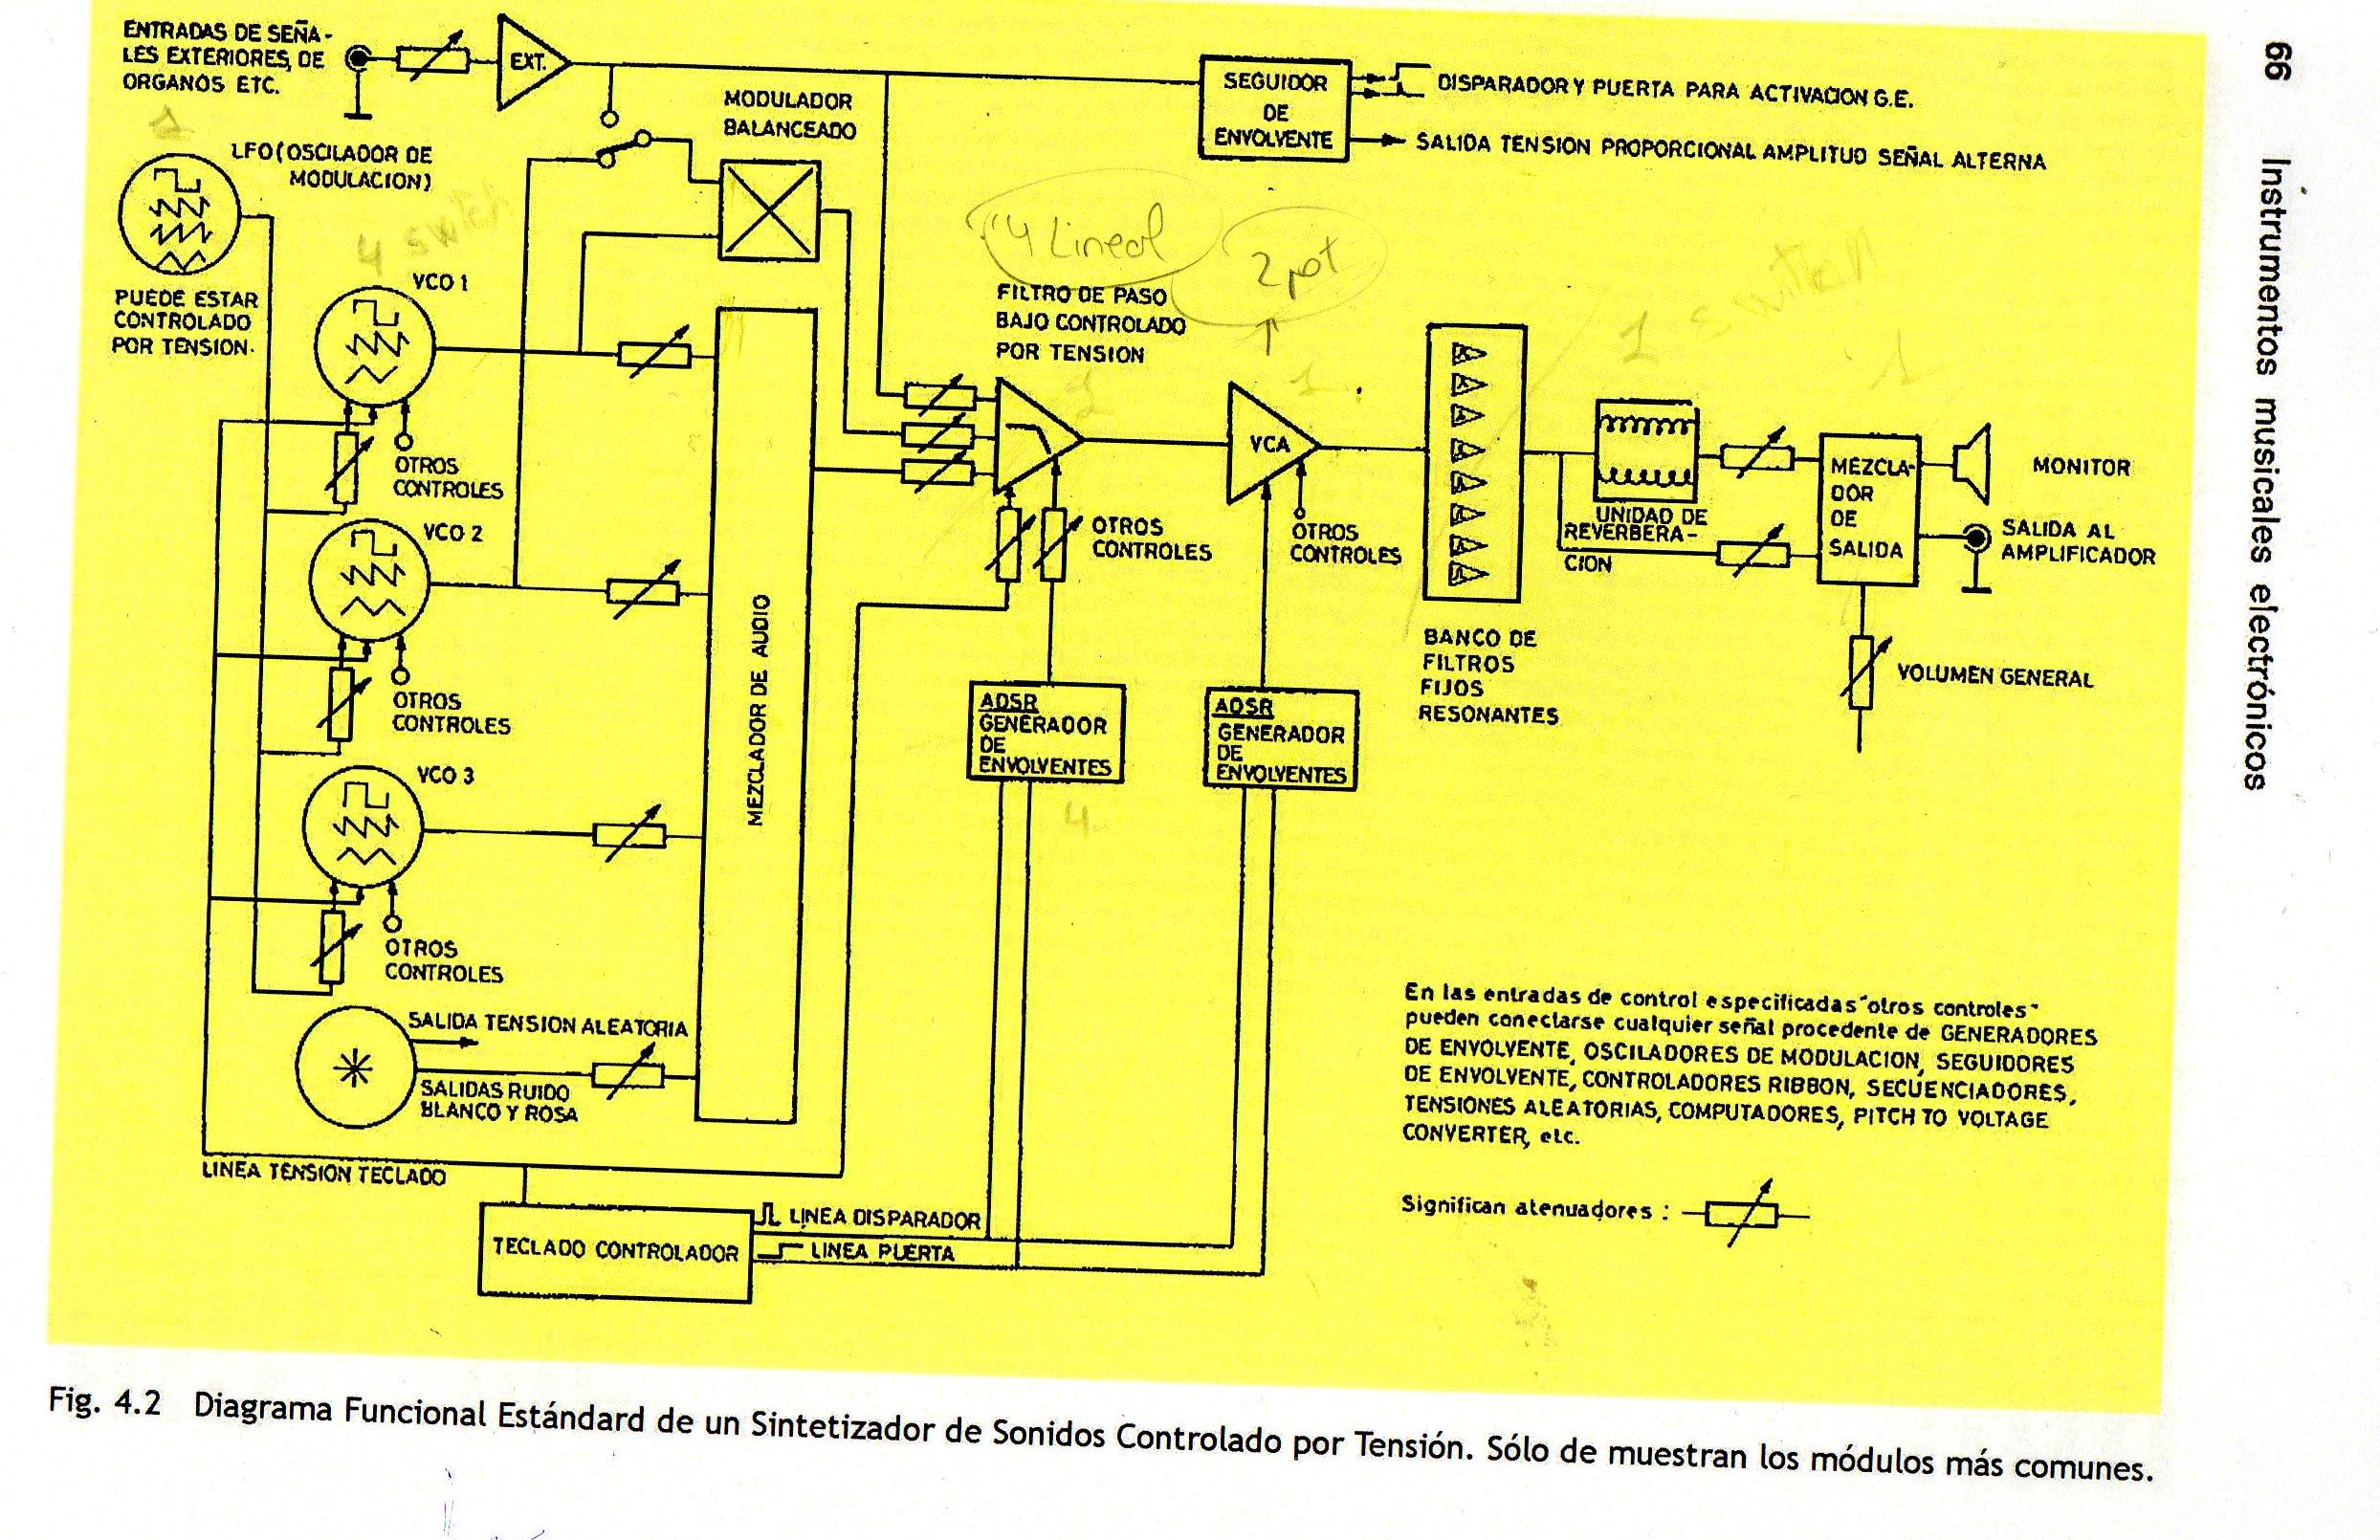 66 Instrumentos musicales electrónicos
ENTRADAS DE SEÑA-
LES EXTERIORES, DE
ORGANOS ETC.
EXT.
SEGUIDOR
DE
ENVOLVENTE
DISPARADOR Y PUERTA PARA ACTIVACION G.E.
SALIDA TENSION PROPORCIONAL AMPLITUD SEÑAL ALTERNA
MODULADOR
BALANCEADO
1
LFO (OSCILADOR DE
MODULACION)
4 switch
PUEDE ESTAR
CONTROLADO
POR TENSION.
VCO 1
OTROS
CONTROLES
4 Lineal
2 pot
FILTRO DE PASO
BAJO CONTROLADO
POR TENSION
1 switch
1
1
VCA
OTROS
CONTROLES
OTROS
CONTROLES
UNIDAD DE
REVERBERA-
CION
MEZCLA-
DOR
DE
SALIDA
MONITOR
SALIDA AL
AMPLIFICADOR
VOLUMEN GENERAL
BANCO DE
FILTROS
FIJOS
RESONANTES
VCO 2
OTROS
CONTROLES
MEZCLADOR DE AUDIO
ADSR
GENERADOR
DE
ENVOLVENTES
4
ADSR
GENERADOR
DE
ENVOLVENTES
VCO 3
OTROS
CONTROLES
SALIDA TENSION ALEATORIA
SALIDAS RUIDO
BLANCO Y ROSA
LINEA TENSION TECLADO
TECLADO CONTROLADOR
LINEA DISPARADOR
LINEA PUERTA
En las entradas de control especificadas "otros controles"
pueden conectarse cualquier señal procedente de GENERADORES
DE ENVOLVENTE, OSCILADORES DE MODULACION, SEGUIDORES
DE ENVOLVENTE, CONTROLADORES RIBBON, SECUENCIADORES,
TENSIONES ALEATORIAS, COMPUTADORES, PITCH TO VOLTAGE
CONVERTER, etc.
Significan atenuadores :
Fig. 4.2 Diagrama Funcional Estándard de un Sintetizador de Sonidos Controlado por Tensión. Sólo de muestran los módulos más comunes.